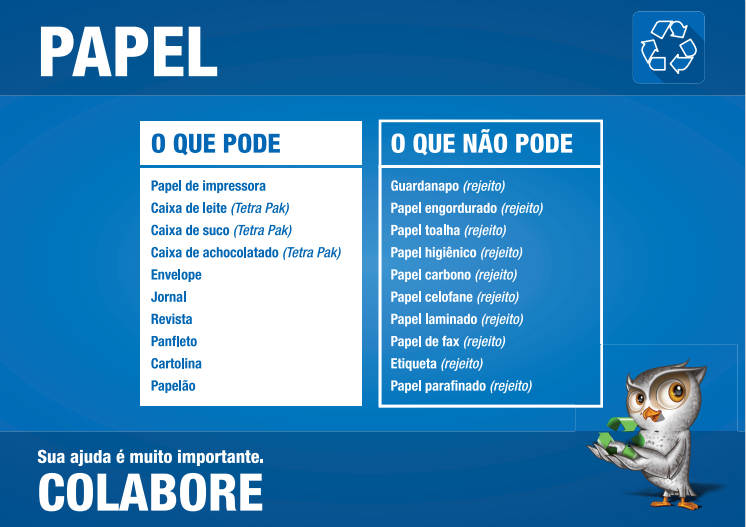 PAPEL
O QUE PODE
Papel de impressora
Caixa de leite (Tetra Pak)
Caixa de suco (Tetra Pak)
Caixa de achocolatado (Tetra Pak)
Envelope
Jornal
Revista
Panfleto
Cartolina
Papelão
O QUE NÃO PODE
Guardanapo (rejeito)
Papel engordurado (rejeito)
Papel toalha (rejeito)
Papel higiênico (rejeito)
Papel carbono (rejeito)
Papel celofane (rejeito)
Papel laminado (rejeito)
Papel de fax (rejeito)
Etiqueta (rejeito)
Papel parafinado (rejeito)
Sua ajuda é muito importante.
COLABORE